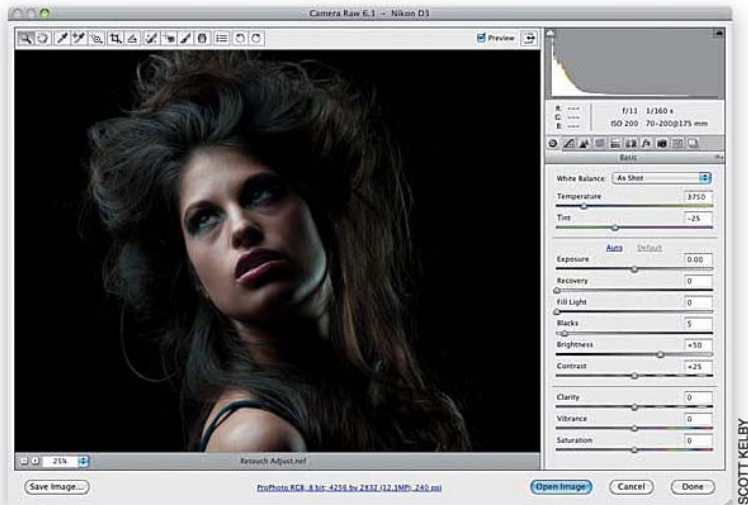 Camera Raw 6.1 – Nikon D3
Preview
R: ---
G: ---
B: ---
f/11 1/160 s
ISO 200 70-200@175 mm
Basic
White Balance: As Shot
Temperature 3750
Tint -25
Auto Default
Exposure 0.00
Recovery 0
Fill Light 0
Blacks 5
Brightness +50
Contrast +25
Clarity 0
Vibrance 0
Saturation 0
25%
Retouch Adjust.nef
Save Image...
ProPhoto RGB; 8 bit; 4256 by 2832 (12.1MP); 240 ppi
Open Image
Cancel
Done
SCOTT KELBY